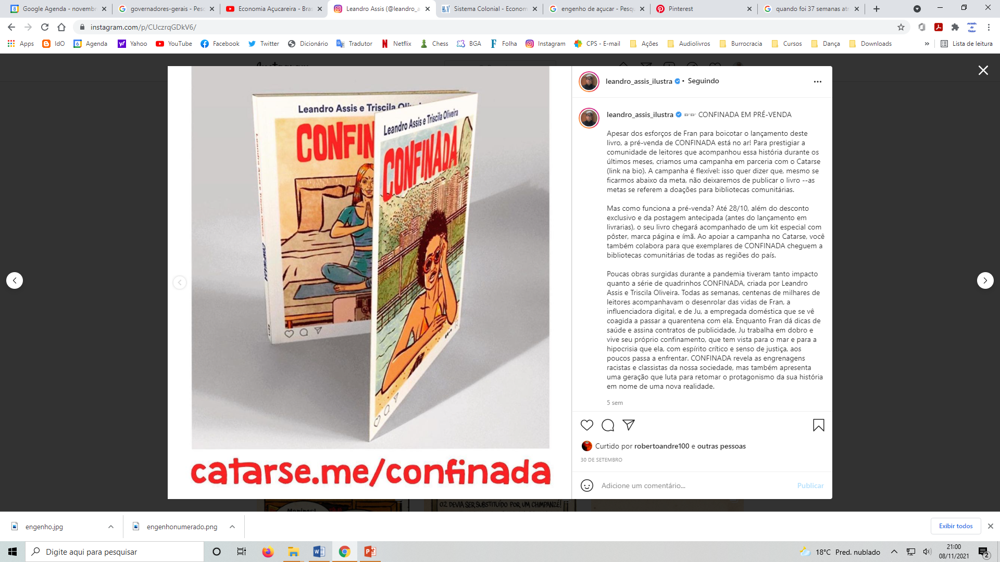 Google Agenda - novembr
governadores-gerais - Pesc
Economia Açucareira - Bras
Leandro Assis (@leandro_a
Sistema Colonial - Econom
engenho de açucar - Pesqu
Pinterest
quando foi 37 semanas atr
instagram.com/p/CUczrqGDkV6/
Apps
IdO
Agenda
Yahoo
YouTube
Facebook
Twitter
Dicionário
Tradutor
Netflix
Chess
BGA
Folha
Instagram
CPS - E-mail
Ações
Audiolivros
Burrocracia
Cursos
Dança
Downloads
»
Lista de leitura
Leandro Assis e Triscila
CONFIN
Leandro Assis e Triscila Oliveira
CONFINADA
catarse.me/confinada
leandro_assis_ilustra • Seguindo
leandro_assis_ilustra 👉👉 CONFINADA EM PRÉ-VENDA
Apesar dos esforços de Fran para boicotar o lançamento deste
livro, a pré-venda de CONFINADA está no ar! Para prestigiar a
comunidade de leitores que acompanhou essa história durante os
últimos meses, criamos uma campanha em parceria com o Catarse
(link na bio). A campanha é flexível: isso quer dizer que, mesmo se
ficarmos abaixo da meta, não deixaremos de publicar o livro --as
metas se referem a doações para bibliotecas comunitárias.
Mas como funciona a pré-venda? Até 28/10, além do desconto
exclusivo e da postagem antecipada (antes do lançamento em
livrarias), o seu livro chegará acompanhado de um kit especial com
pôster, marca página e ímã. Ao apoiar a campanha no Catarse, você
também colabora para que exemplares de CONFINADA cheguem a
bibliotecas comunitárias de todas as regiões do país.
Poucas obras surgidas durante a pandemia tiveram tanto impacto
quanto a série de quadrinhos CONFINADA, criada por Leandro
Assis e Triscila Oliveira. Todas as semanas, centenas de milhares de
leitores acompanhavam o desenrolar das vidas de Fran, a
influenciadora digital, e de Ju, a empregada doméstica que se vê
coagida a passar a quarentena com ela. Enquanto Fran dá dicas de
saúde e assina contratos de publicidade, Ju trabalha em dobro e
vive seu próprio confinamento, que tem vista para o mar e para a
hipocrisia que ela, com espírito crítico e senso de justiça, aos
poucos passa a enfrentar. CONFINADA revela as engrenagens
racistas e classistas da nossa sociedade, mas também apresenta
uma geração que luta para retomar o protagonismo da sua história
em nome de uma nova realidade.
5 sem
Curtido por robertoandre100 e outras pessoas
30 DE SETEMBRO
Adicione um comentário...
Publicar
02 DEVIA SER SUBSTITUÍDO POR UM CHIMPANZÉ!
engenho.jpg
engenhonumerado.png
Exibir todos
Digite aqui para pesquisar
18°C Pred. nublado
21:00
08/11/2021
2